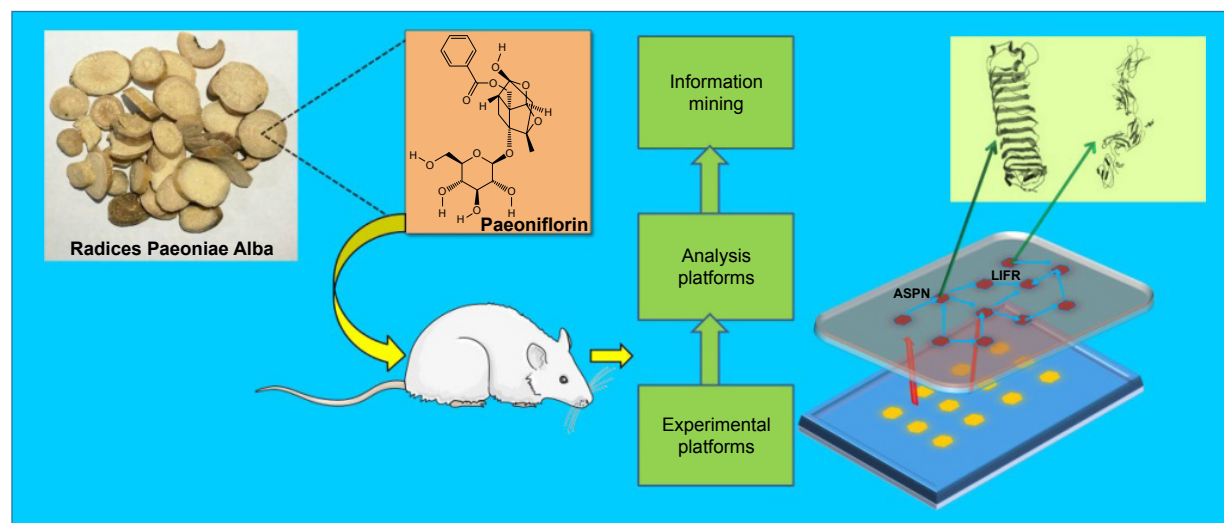 Radices Paeoniae Alba
H
O
O
O
O
H
H
O
O
O
O
H
O
O
H
O
O
H
O
H
O
H
Paeoniflorin
Information
mining
Analysis
platforms
Experimental
platforms
ASPN
LIFR